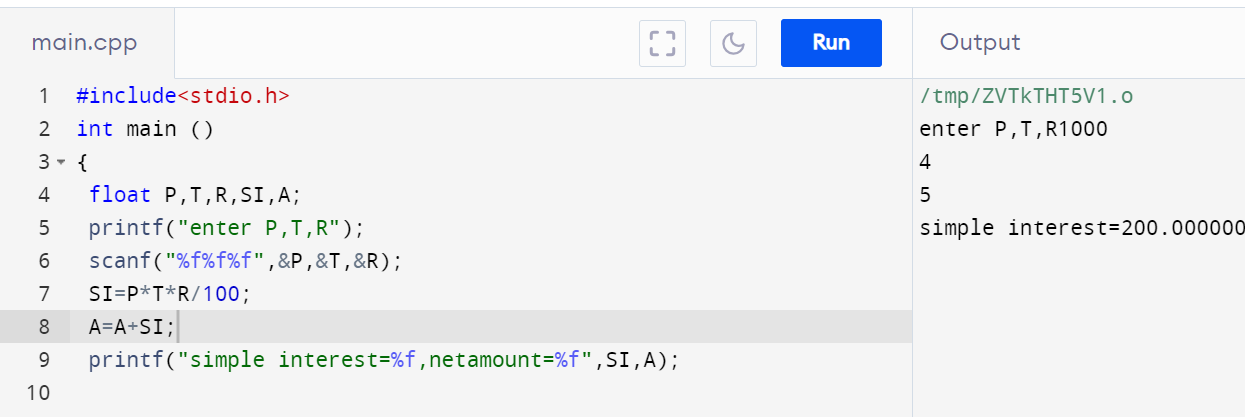 main.cpp
Run
Output
1 #include<stdio.h>
2 int main ()
3 {
4 float P,T,R,SI,A;
5 printf("enter P,T,R");
6 scanf("%f%f%f",&P,&T,&R);
7 SI=P*T*R/100;
8 A=A+SI;
9 printf("simple interest=%f,netamount=%f",SI,A);
10
/tmp/ZVTkTHT5V1.o
enter P,T,R1000
4
5
simple interest=200.000000